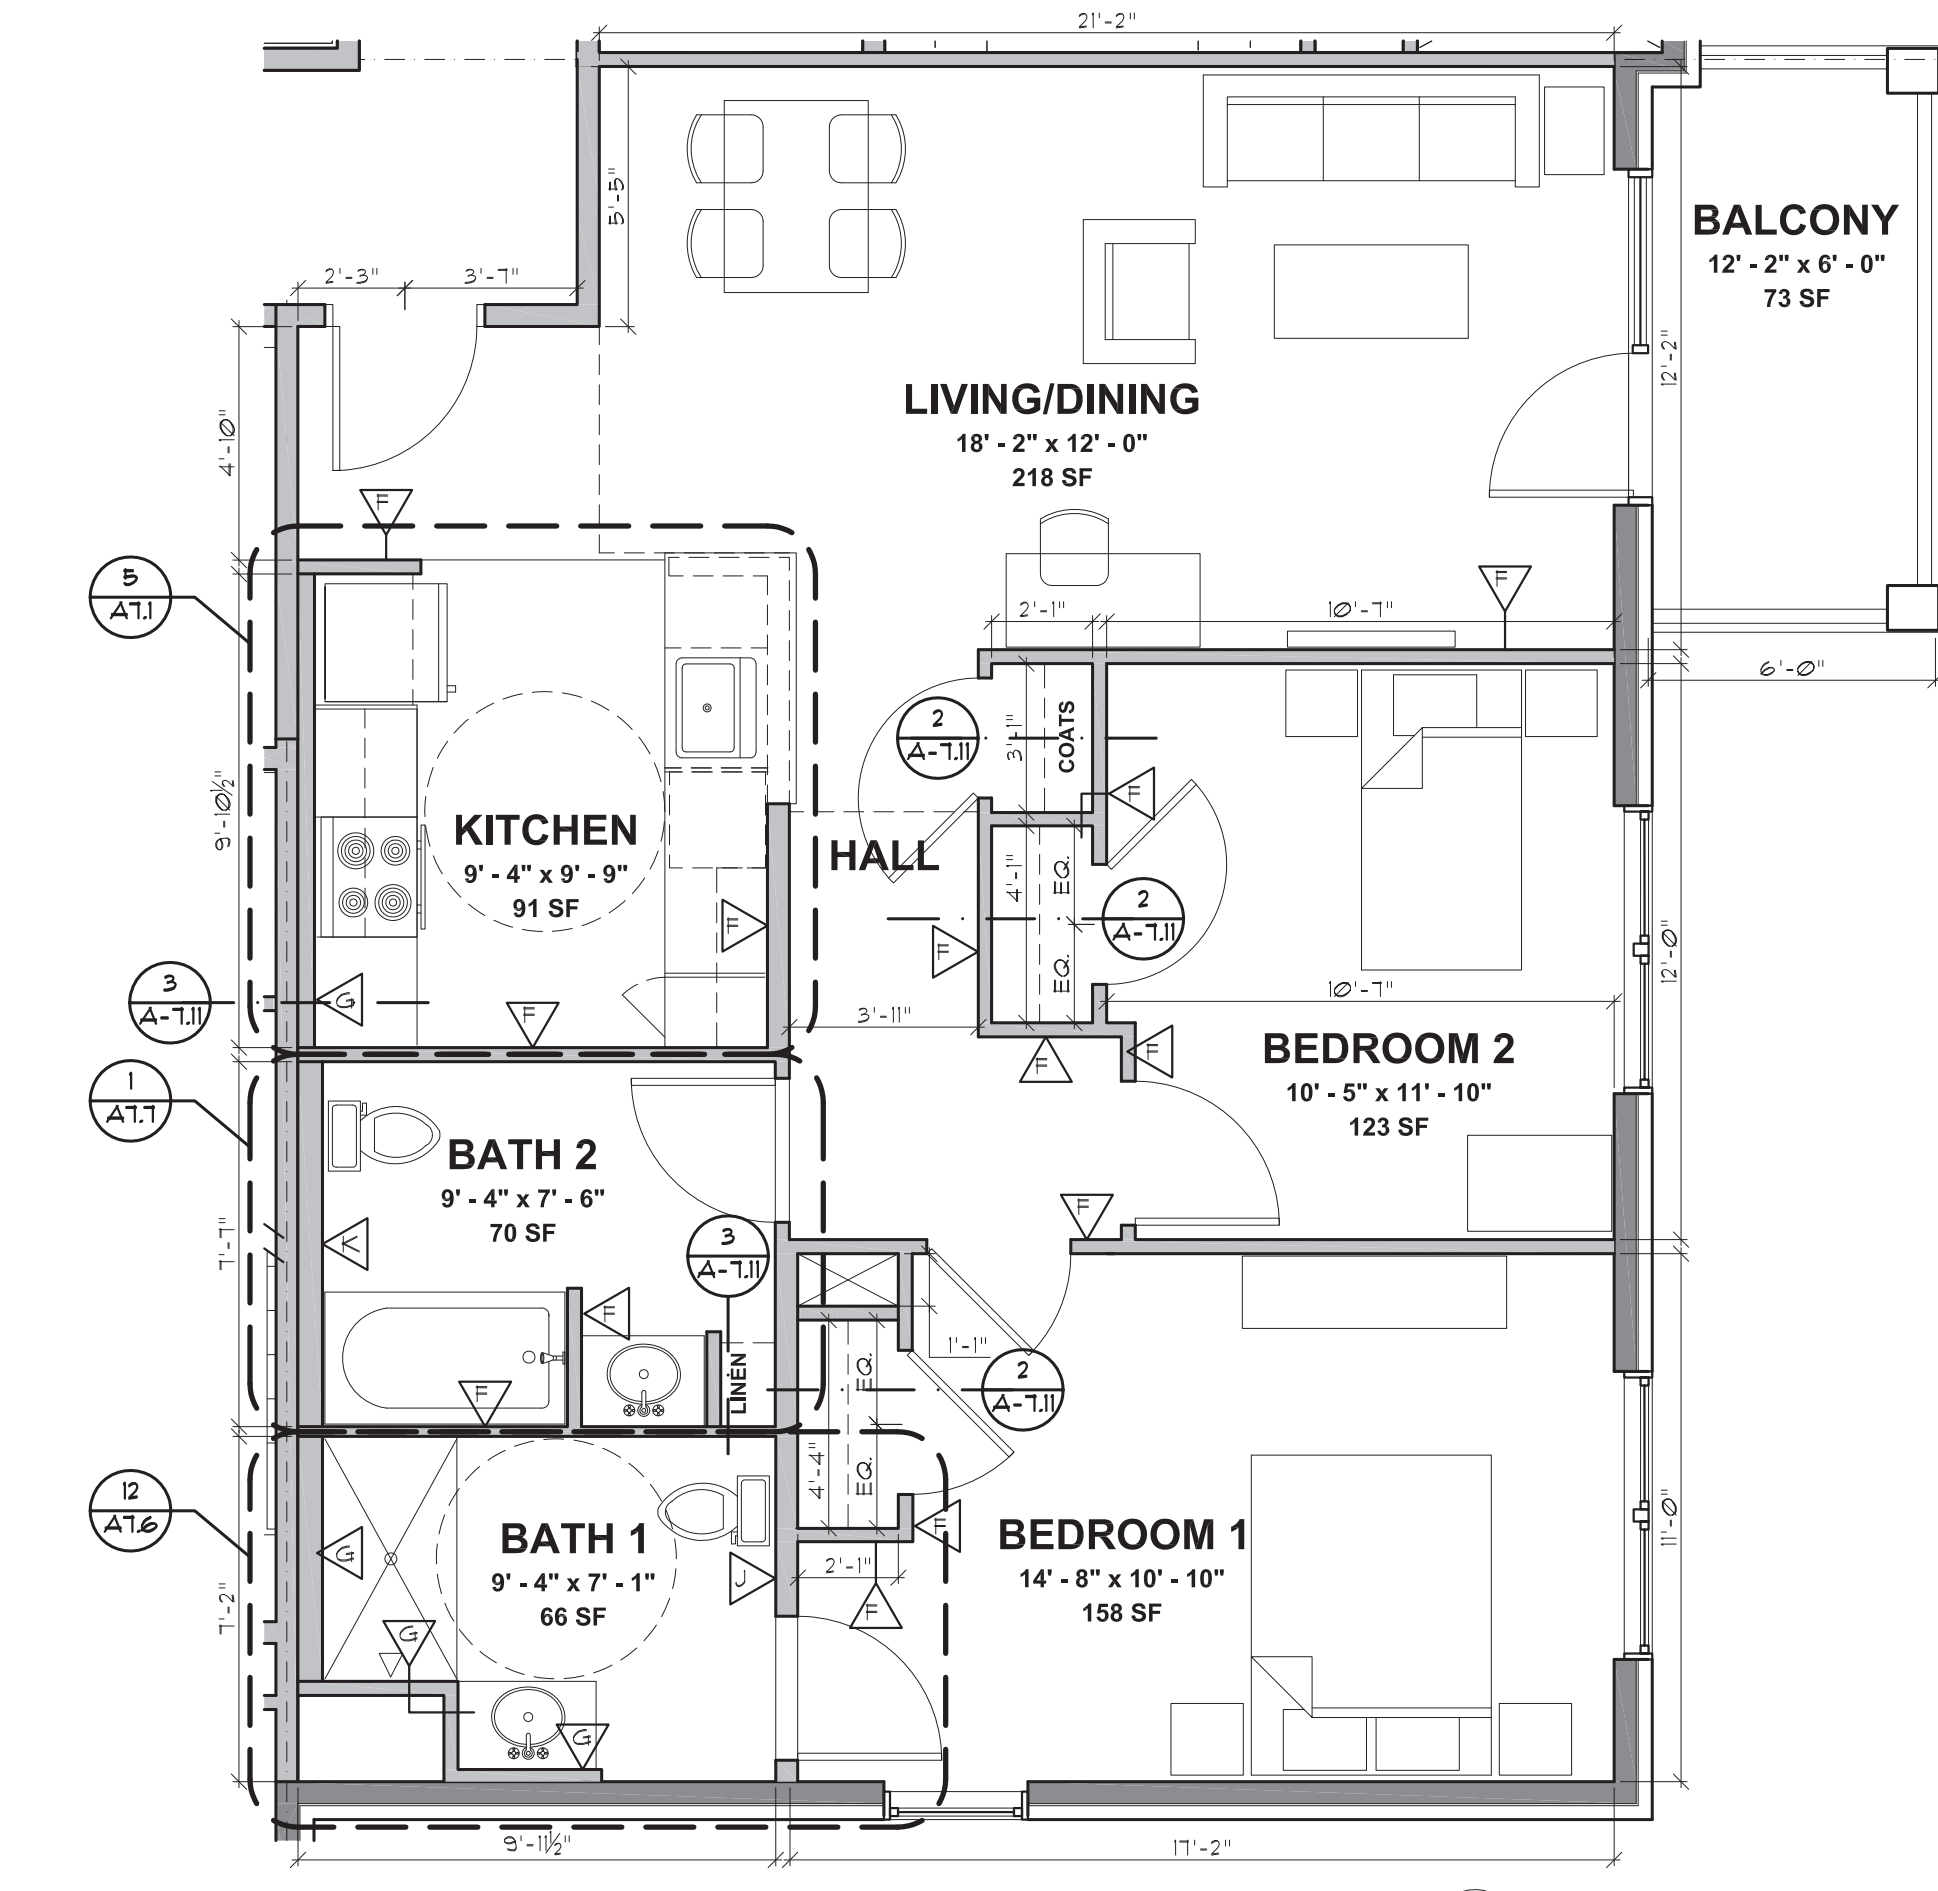 21'-2"
5'-5"
BALCONY
12' - 2" x 6' - 0"
73 SF
2'-3"
3'-7"
12'-2"
LIVING/DINING
18' - 2" x 12' - 0"
218 SF
4'-10"
F
5
A7.1
F
2'-1"
10'-7"
6'-0"
2
A-7.11
3'-1"
COATS
F
9'-10½"
KITCHEN
9' - 4" x 9' - 9"
91 SF
HALL
4'-1"
EQ.
EQ.
2
A-7.11
F
F
12'-0"
3
A-7.11
G
F
3'-11"
10'-7"
F
F
BEDROOM 2
10' - 5" x 11' - 10"
123 SF
1
A7.7
BATH 2
9' - 4" x 7' - 6"
70 SF
K
7'-7"
3
A-7.11
F
F
F
LINEN
1'-1"
EQ.
EQ.
4'-4"
2
A-7.11
12
A7.6
BATH 1
9' - 4" x 7' - 1"
66 SF
G
J
F
BEDROOM 1
14' - 8" x 10' - 10"
158 SF
11'-0"
2'-1"
F
7'-2"
G
G
9'-11½"
17'-2"